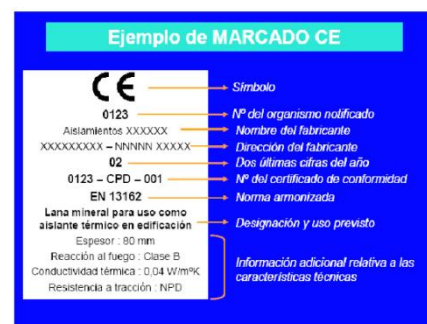 Ejemplo de MARCADO CE
CE
Símbolo
0123
Nº del organismo notificado
Aislamientos XXXXXX
Nombre del fabricante
XXXXXXXXX – NNNNN XXXXX
Dirección del fabricante
02
Dos últimas cifras del año
0123 – CPD – 001
Nº del certificado de conformidad
EN 13162
Norma armonizada
Lana mineral para uso como
aislante térmico en edificación
Designación y uso previsto
Espesor : 80 mm
Reacción al fuego : Clase B
Conductividad térmica : 0,04 W/mºK
Resistencia a tracción : NPD
Información adicional relativa a las
características técnicas